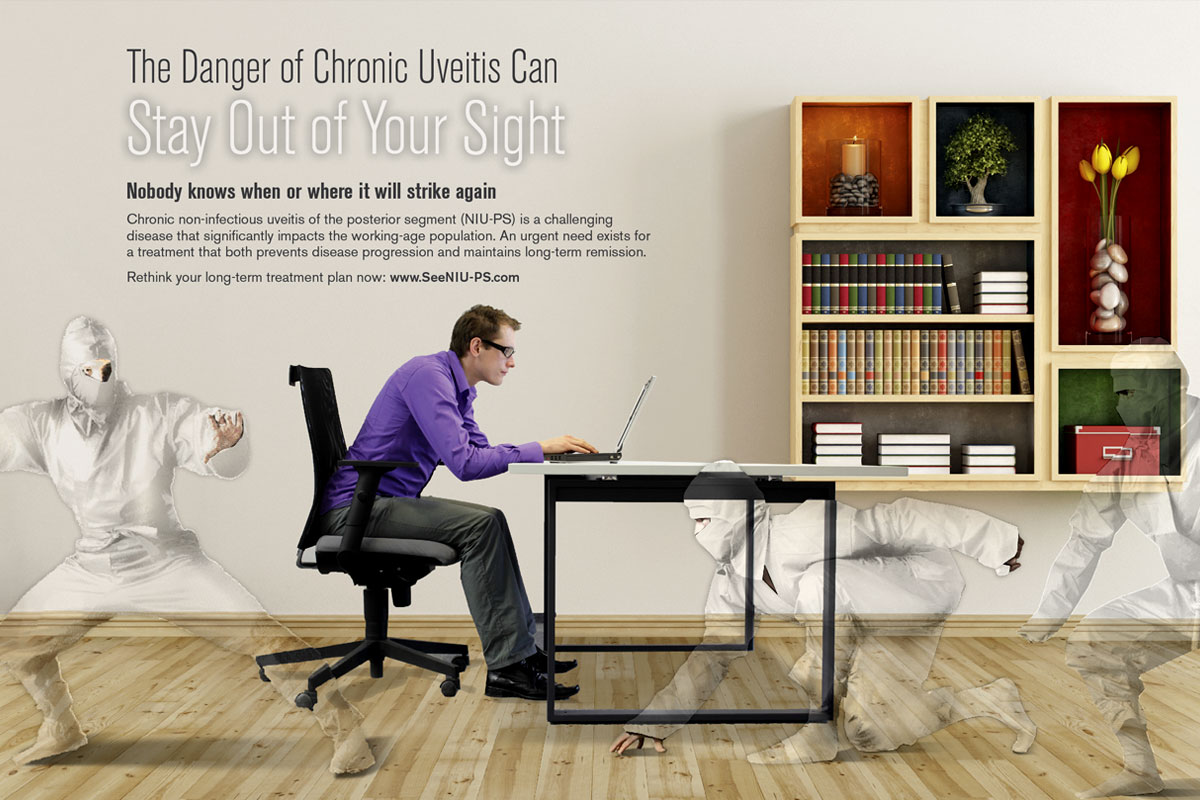 The Danger of Chronic Uveitis Can
Stay Out of Your Sight
Nobody knows when or where it will strike again
Chronic non-infectious uveitis of the posterior segment (NIU-PS) is a challenging
disease that significantly impacts the working-age population. An urgent need exists for
a treatment that both prevents disease progression and maintains long-term remission.
Rethink your long-term treatment plan now: www.SeeNIU-PS.com